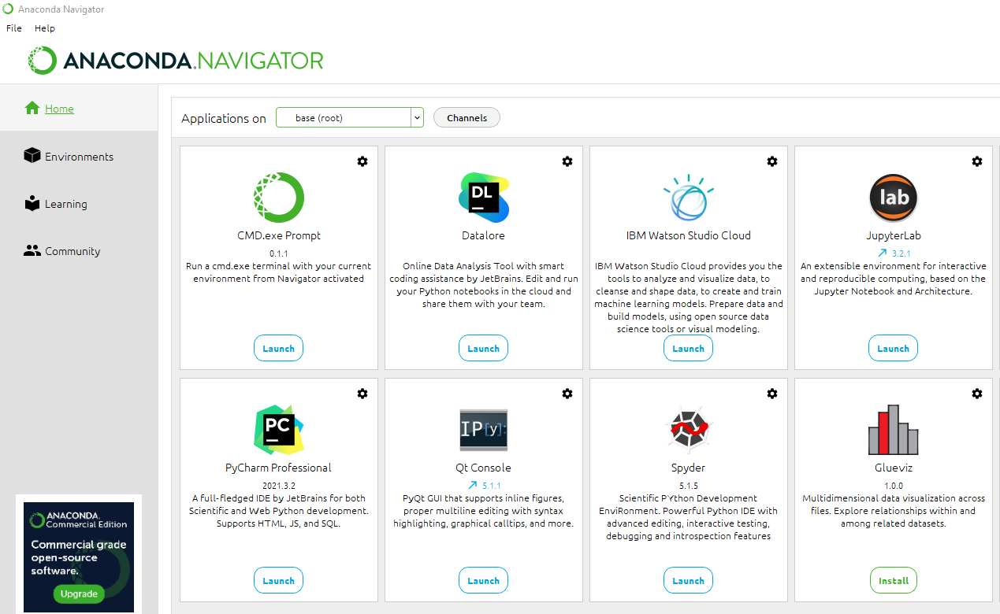 Anaconda Navigator
File Help
ANACONDA.NAVIGATOR
Home
Environments
Learning
Community
ANACONDA.
Commercial Edition
Commercial grade
open-source
software.
Upgrade
Applications on base (root) Channels
CMD.exe Prompt
0.1.1
Run a cmd.exe terminal with your current
environment from Navigator activated
Launch
DL
Datalore
Online Data Analysis Tool with smart
coding assistance by JetBrains. Edit and run
your Python notebooks in the cloud and
share them with your team.
Launch
IBM Watson Studio Cloud
IBM Watson Studio Cloud provides you the
tools to analyze and visualize data, to
cleanse and shape data, to create and train
machine learning models. Prepare data and
build models, using open source data
science tools or visual modeling.
Launch
lab
JupyterLab
3.2.1
An extensible environment for interactive
and reproducible computing, based on the
Jupyter Notebook and Architecture.
Launch
PC
PyCharm Professional
2021.3.2
A full-fledged IDE by JetBrains for both
Scientific and Web Python development.
Supports HTML, JS, and SQL.
Launch
IP[y]:
Qt Console
5.1.1
PyQt GUI that supports inline figures,
proper multiline editing with syntax
highlighting, graphical calltips, and more.
Launch
Spyder
5.1.5
Scientific PYthon Development
EnviRonment. Powerful Python IDE with
advanced editing, interactive testing,
debugging and introspection features
Launch
Glueviz
1.0.0
Multidimensional data visualization across
files. Explore relationships within and
among related datasets.
Install